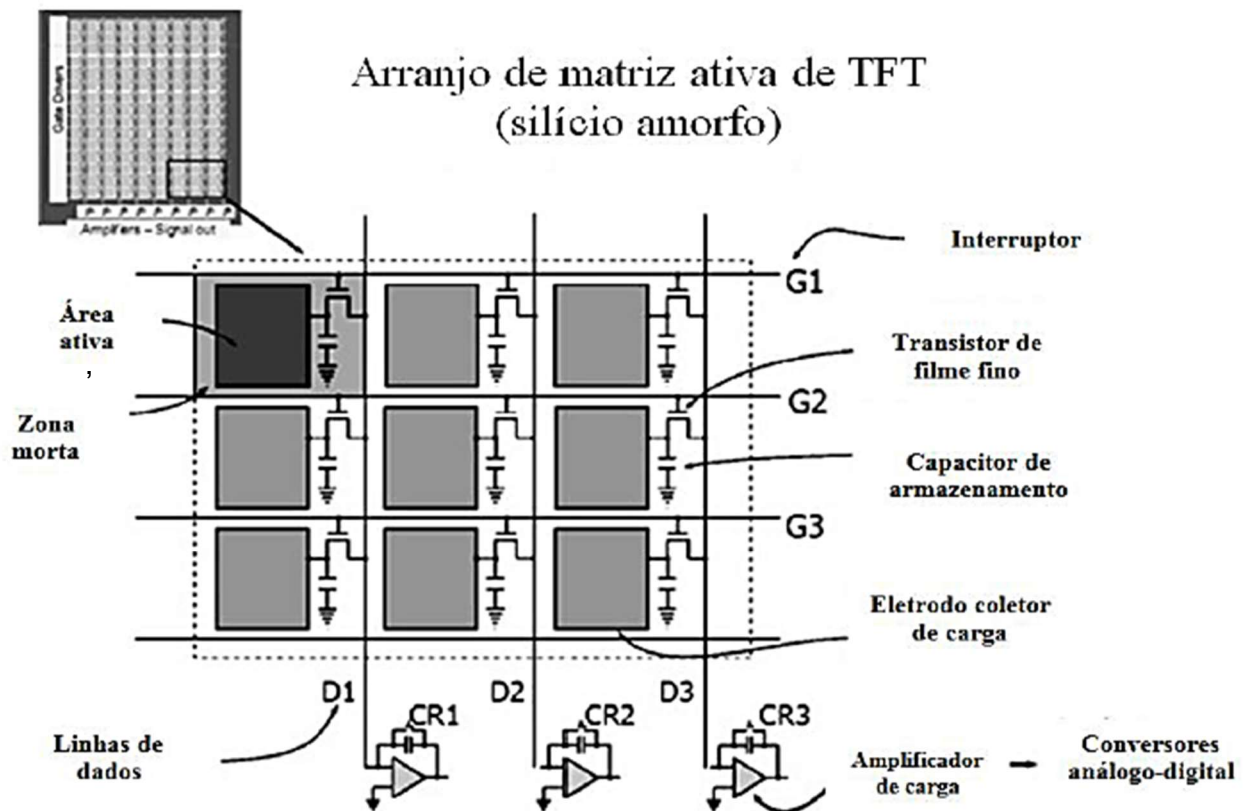 Arranjo de matriz ativa de TFT
(silício amorfo)
Gate Drivers
Amplifiers – Signal out
Interruptor
G1
Área
ativa
,
Transistor de
filme fino
G2
Zona
morta
Capacitor de
armazenamento
G3
Eletrodo coletor
de carga
D1
D2
D3
CR1
CR2
CR3
Linhas de
dados
Amplificador
de carga
Conversores
análogo-digital